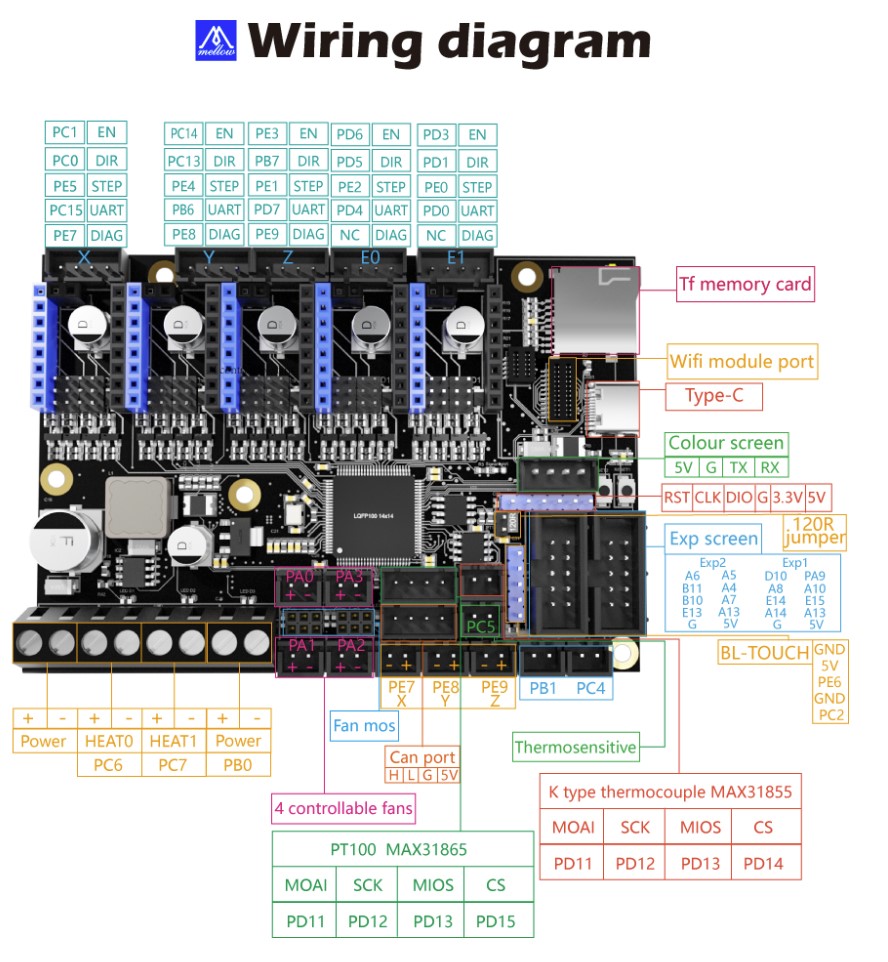 mellow
Wiring diagram
PC1 EN PC14 EN PE3 EN PD6 EN PD3 EN
PC0 DIR PC13 DIR PB7 DIR PD5 DIR PD1 DIR
PE5 STEP PE4 STEP PE1 STEP PE2 STEP PE0 STEP
PC15 UART PB6 UART PD7 UART PD4 UART PD0 UART
PE7 DIAG PE8 DIAG PE9 DIAG NC DIAG NC DIAG
X Y Z E0 E1
Tf memory card
Wifi module port
Type-C
Colour screen
5V G TX RX
RST CLK DIO G 3.3V 5V
LQFP100 14x14
120R
.120R
jumper
Exp screen
Exp2 Exp1
A6 A5 D10 PA9
B11 A4 A8 A10
B10 A7 E14 E15
E13 A13 A14 A13
G 5V G 5V
PA0 PA3
+ - + -
PC5
PA1 PA2
+ - + -
BL-TOUCH
GND
5V
PE6
GND
PC2
- + - + - +
PE7 PE8 PE9
X Y Z
PB1 PC4
+ - + - + - + -
Power HEAT0 HEAT1 Power
PC6 PC7 PB0
Fan mos
Can port
H L G 5V
Thermosensitive
4 controllable fans
K type thermocouple MAX31855
MOAI SCK MIOS CS
PD11 PD12 PD13 PD14
PT100 MAX31865
MOAI SCK MIOS CS
PD11 PD12 PD13 PD15